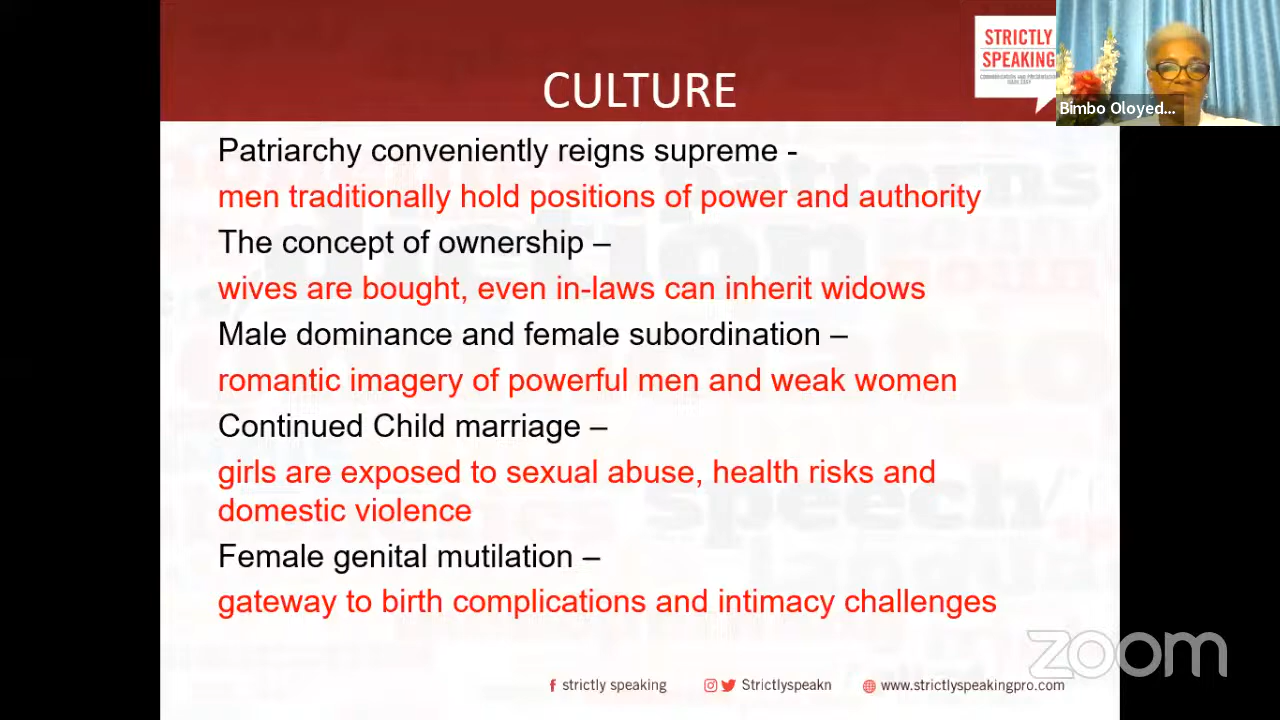 STRICTLY
SPEAKING
CULTURE
Bimbo Oloyed...
Patriarchy conveniently reigns supreme -
men traditionally hold positions of power and authority
The concept of ownership –
wives are bought, even in-laws can inherit widows
Male dominance and female subordination –
romantic imagery of powerful men and weak women
Continued Child marriage –
girls are exposed to sexual abuse, health risks and
domestic violence
Female genital mutilation –
gateway to birth complications and intimacy challenges
zoom
strictly speaking
Strictlyspeakn
www.strictlyspeakingpro.com